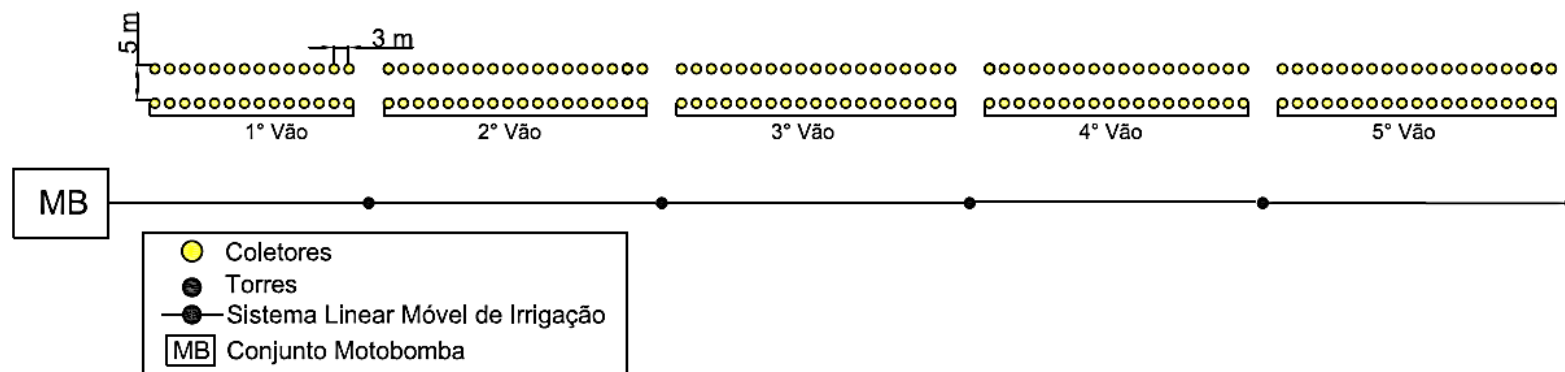 5 m
3 m
1° Vão
2° Vão
3° Vão
4° Vão
5° Vão
MB
Coletores
Torres
Sistema Linear Móvel de Irrigação
MB Conjunto Motobomba